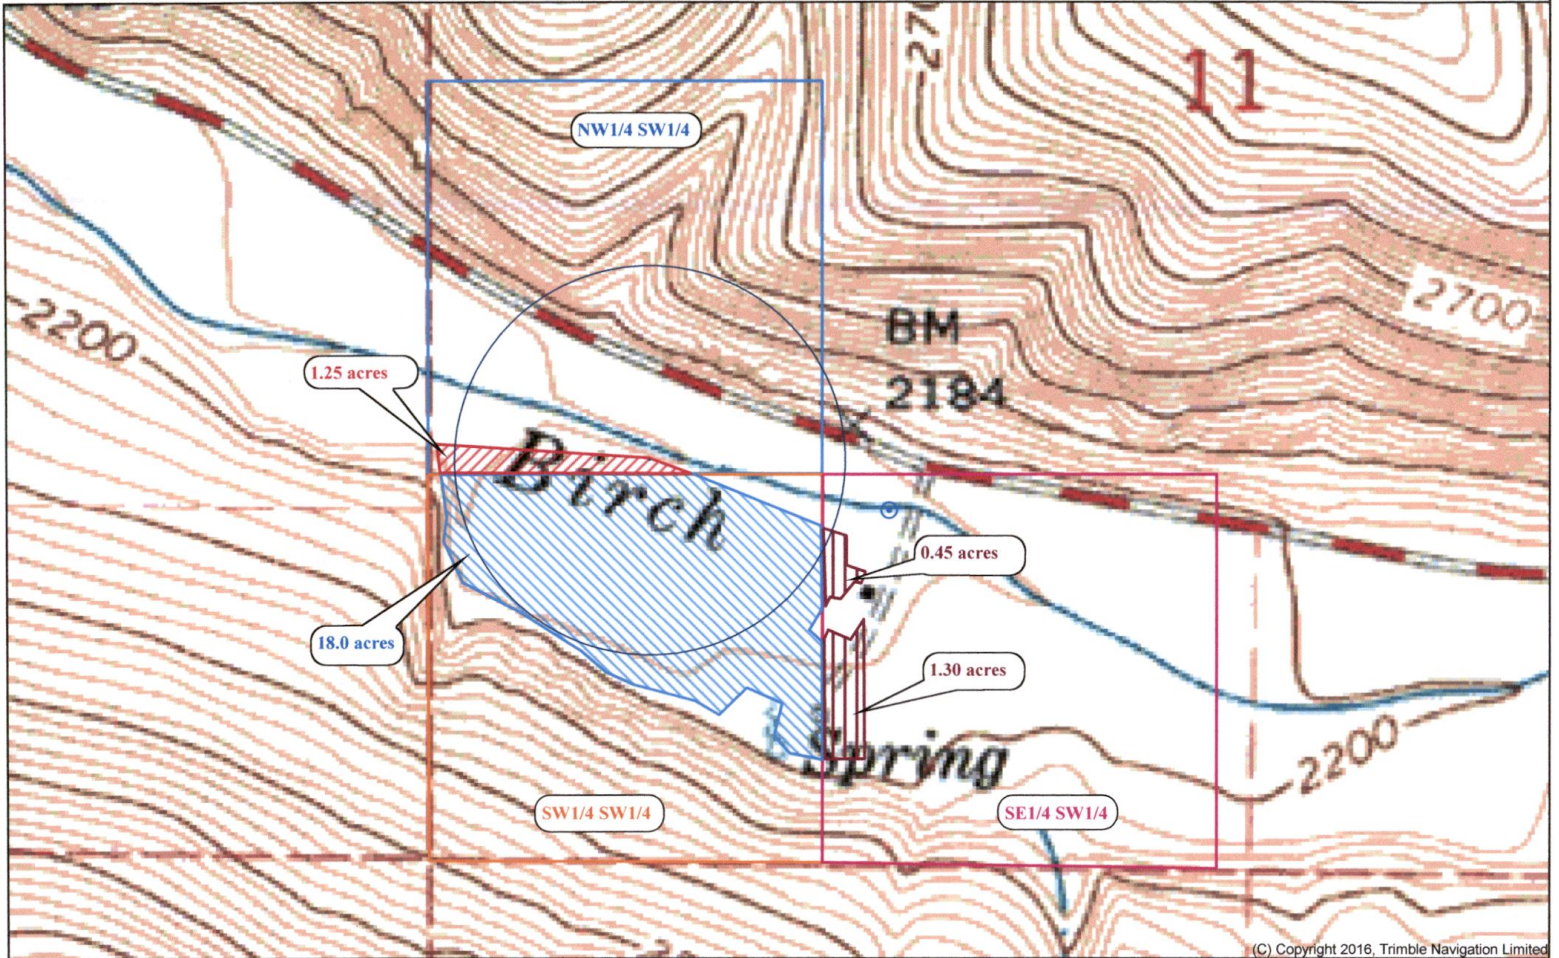 270
11
NW1/4 SW1/4
2700
BM
2184
2200
1.25 acres
Birch
0.45 acres
18.0 acres
1.30 acres
Spring
2200
SW1/4 SW1/4
SE1/4 SW1/4
(C) Copyright 2016, Trimble Navigation Limited